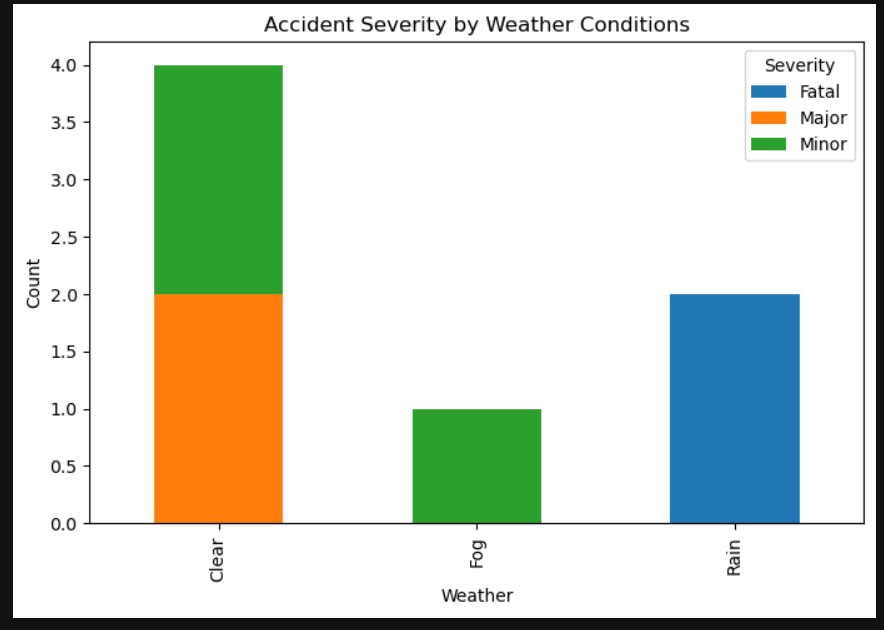 Accident Severity by Weather Conditions
Severity
Fatal
Major
Minor
4.0
3.5
3.0
2.5
2.0
1.5
1.0
0.5
0.0
Count
Clear
Fog
Rain
Weather